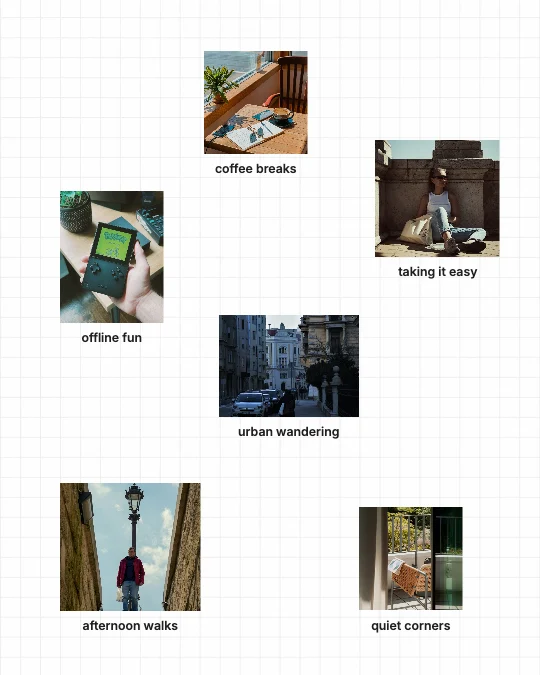 coffee breaks
taking it easy
offline fun
urban wandering
afternoon walks
quiet corners